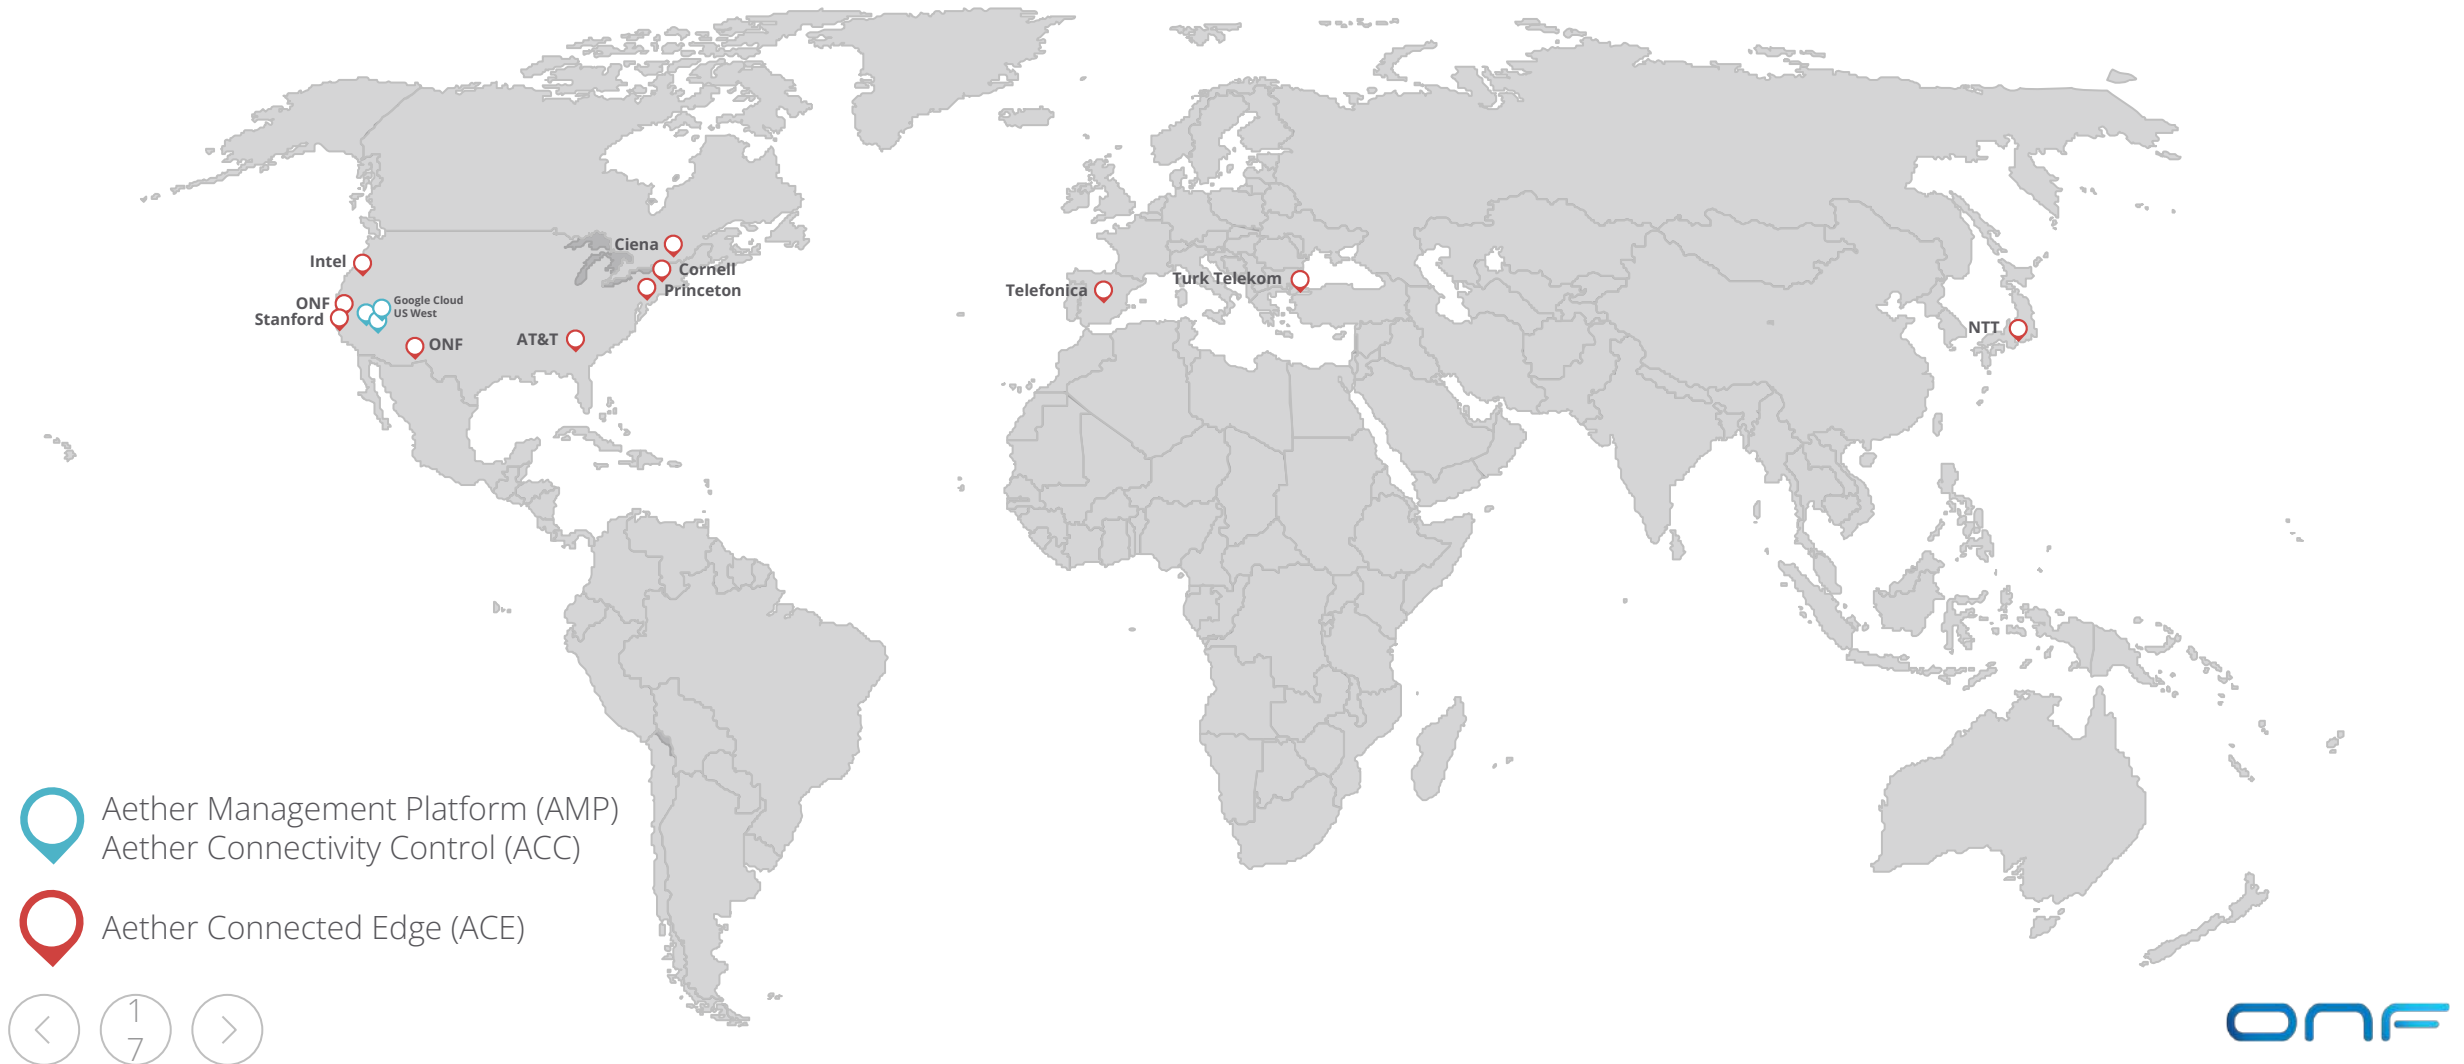 Ciena
Intel
Cornell
Princeton
ONF
Stanford
Google Cloud
US West
ONF
AT&T
Telefonica
Turk Telekom
NTT
Aether Management Platform (AMP)
Aether Connectivity Control (ACC)
Aether Connected Edge (ACE)
1
7
ONF